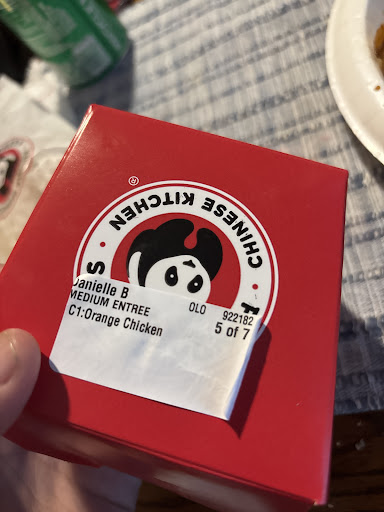 CHINESE KITCHEN
®
Danielle B
MEDIUM ENTREE
OLO 922182
C1:Orange Chicken
5 of 7